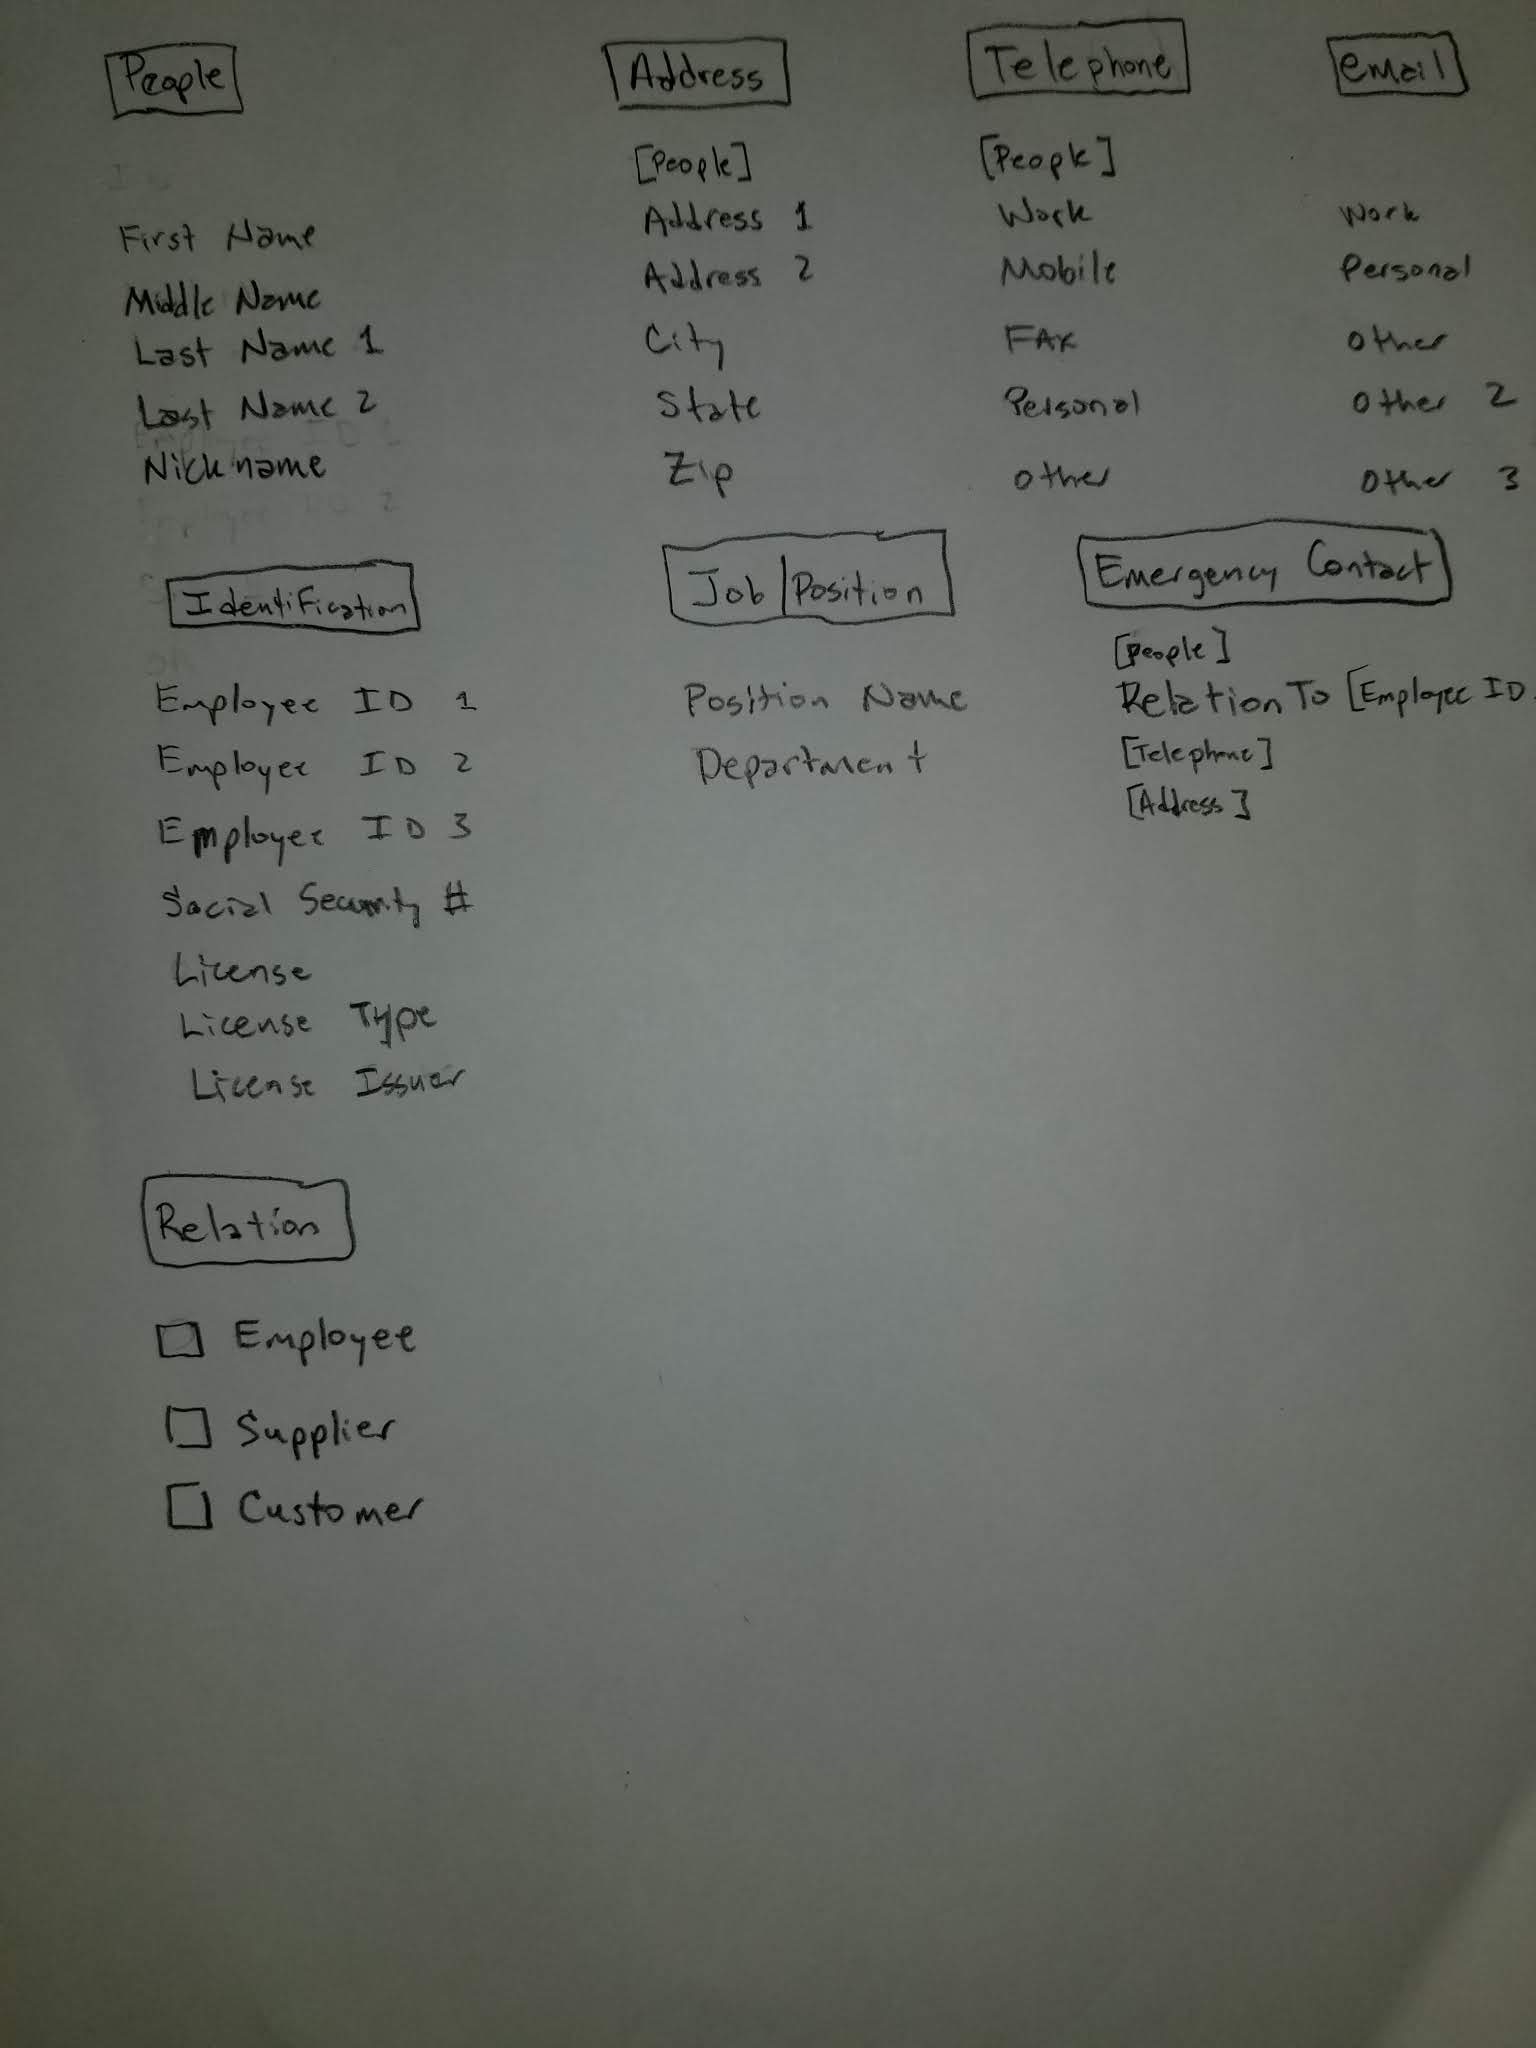 People
First Name
Middle Name
Last Name 1
Last Name 2
Nickname
Address
[People]
Address 1
Address 2
City
State
Zip
Telephone
[People]
Work
Mobile
FAX
Personal
other
email
work
Personal
other
other 2
other 3
Identification
Employee ID 1
Employee ID 2
Employee ID 3
Social Security #
License
License Type
License Issuer
Job/Position
Position Name
Department
Emergency Contact
[people]
Relation To [Employee ID
[Telephone]
[Address]
Relation
Employee
Supplier
Customer